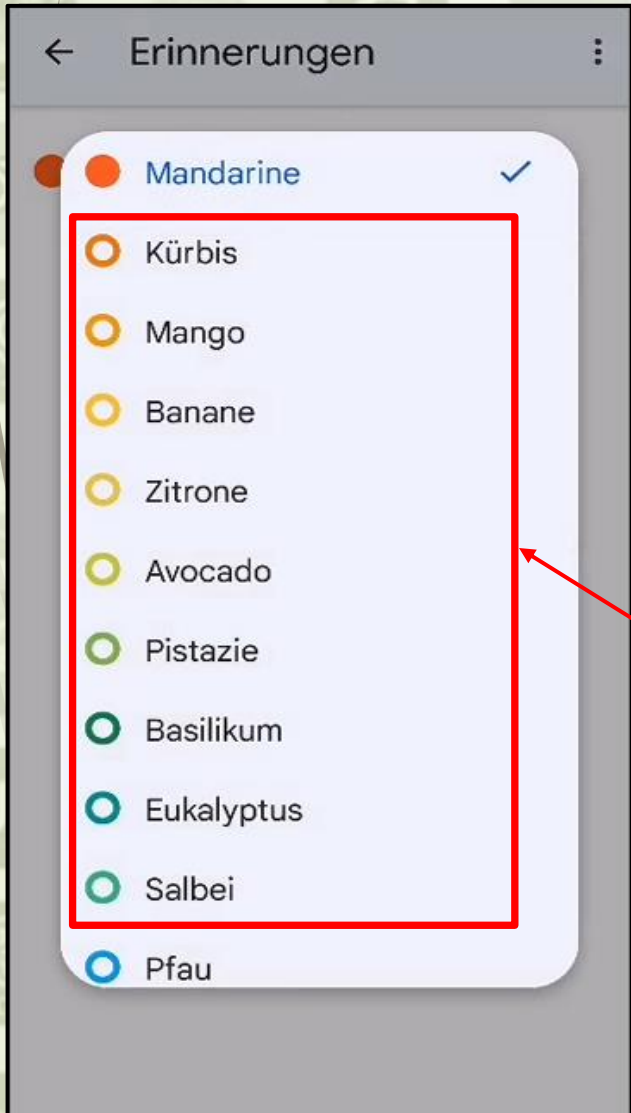 Erinnerungen
Mandarine
Kürbis
Mango
Banane
Zitrone
Avocado
Pistazie
Basilikum
Eukalyptus
Salbei
Pfau